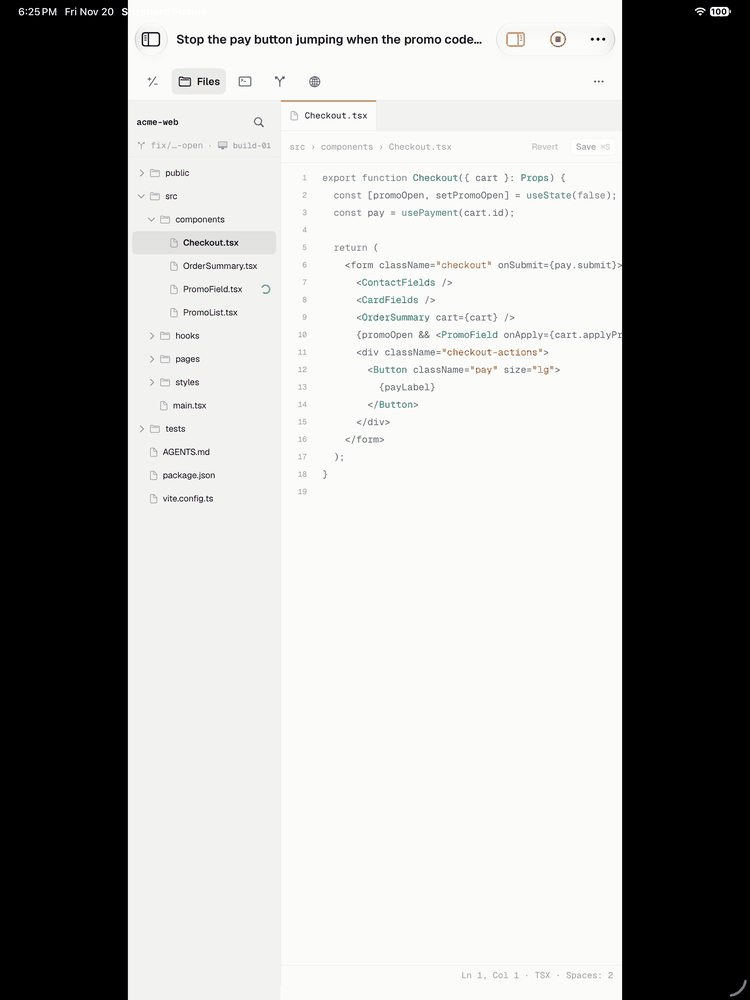 6:25 PM Fri Nov 20
100
Stop the pay button jumping when the promo code…
Files
acme-web
fix/…-open · build-01
public
src
components
Checkout.tsx
OrderSummary.tsx
PromoField.tsx
PromoList.tsx
hooks
pages
styles
main.tsx
tests
AGENTS.md
package.json
vite.config.ts
Checkout.tsx
src › components › Checkout.tsx
Revert
Save ⌘S
1 export function Checkout({ cart }: Props) {
2 const [promoOpen, setPromoOpen] = useState(false);
3 const pay = usePayment(cart.id);
4
5 return (
6 <form className="checkout" onSubmit={pay.submit}>
7 <ContactFields />
8 <CardFields />
9 <OrderSummary cart={cart} />
10 {promoOpen && <PromoField onApply={cart.applyPr
11 <div className="checkout-actions">
12 <Button className="pay" size="lg">
13 {payLabel}
14 </Button>
15 </div>
16 </form>
17 );
18 }
19
Ln 1, Col 1 · TSX · Spaces: 2